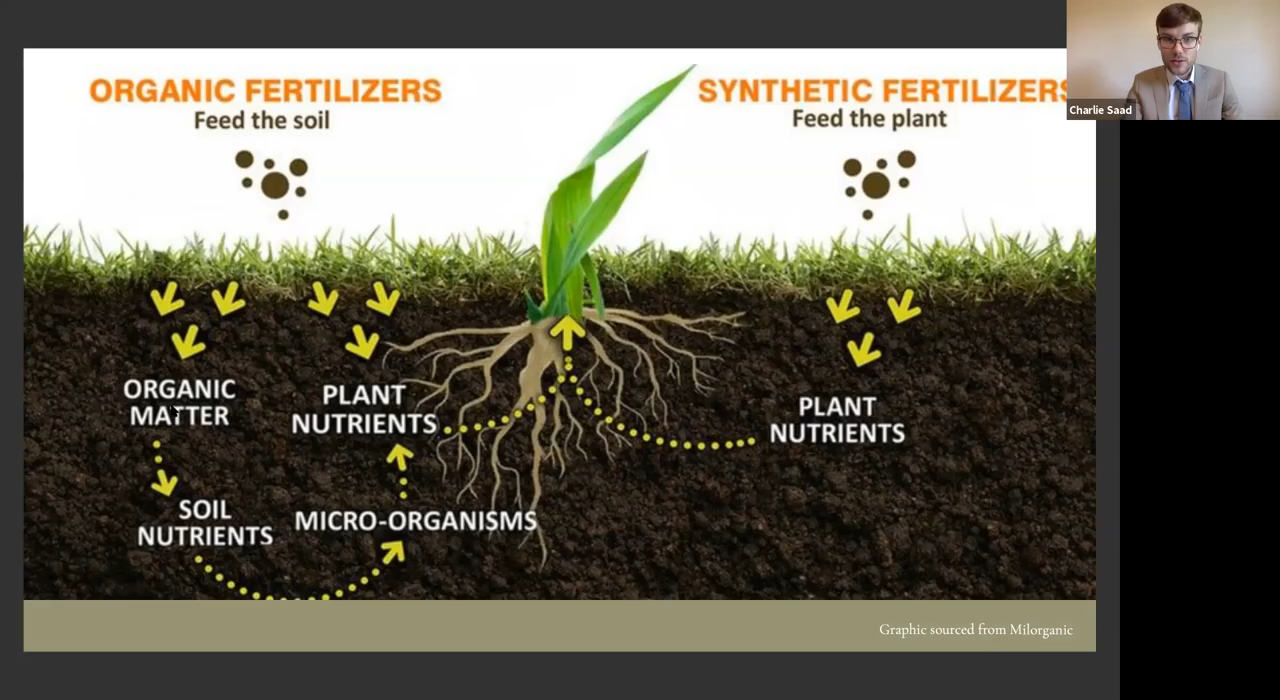 ORGANIC FERTILIZERS
Feed the soil
SYNTHETIC FERTILIZERS
Feed the plant
Charlie Saad
ORGANIC
MATTER
PLANT
NUTRIENTS
PLANT
NUTRIENTS
SOIL
NUTRIENTS
MICRO-ORGANISMS
Graphic sourced from Milorganic